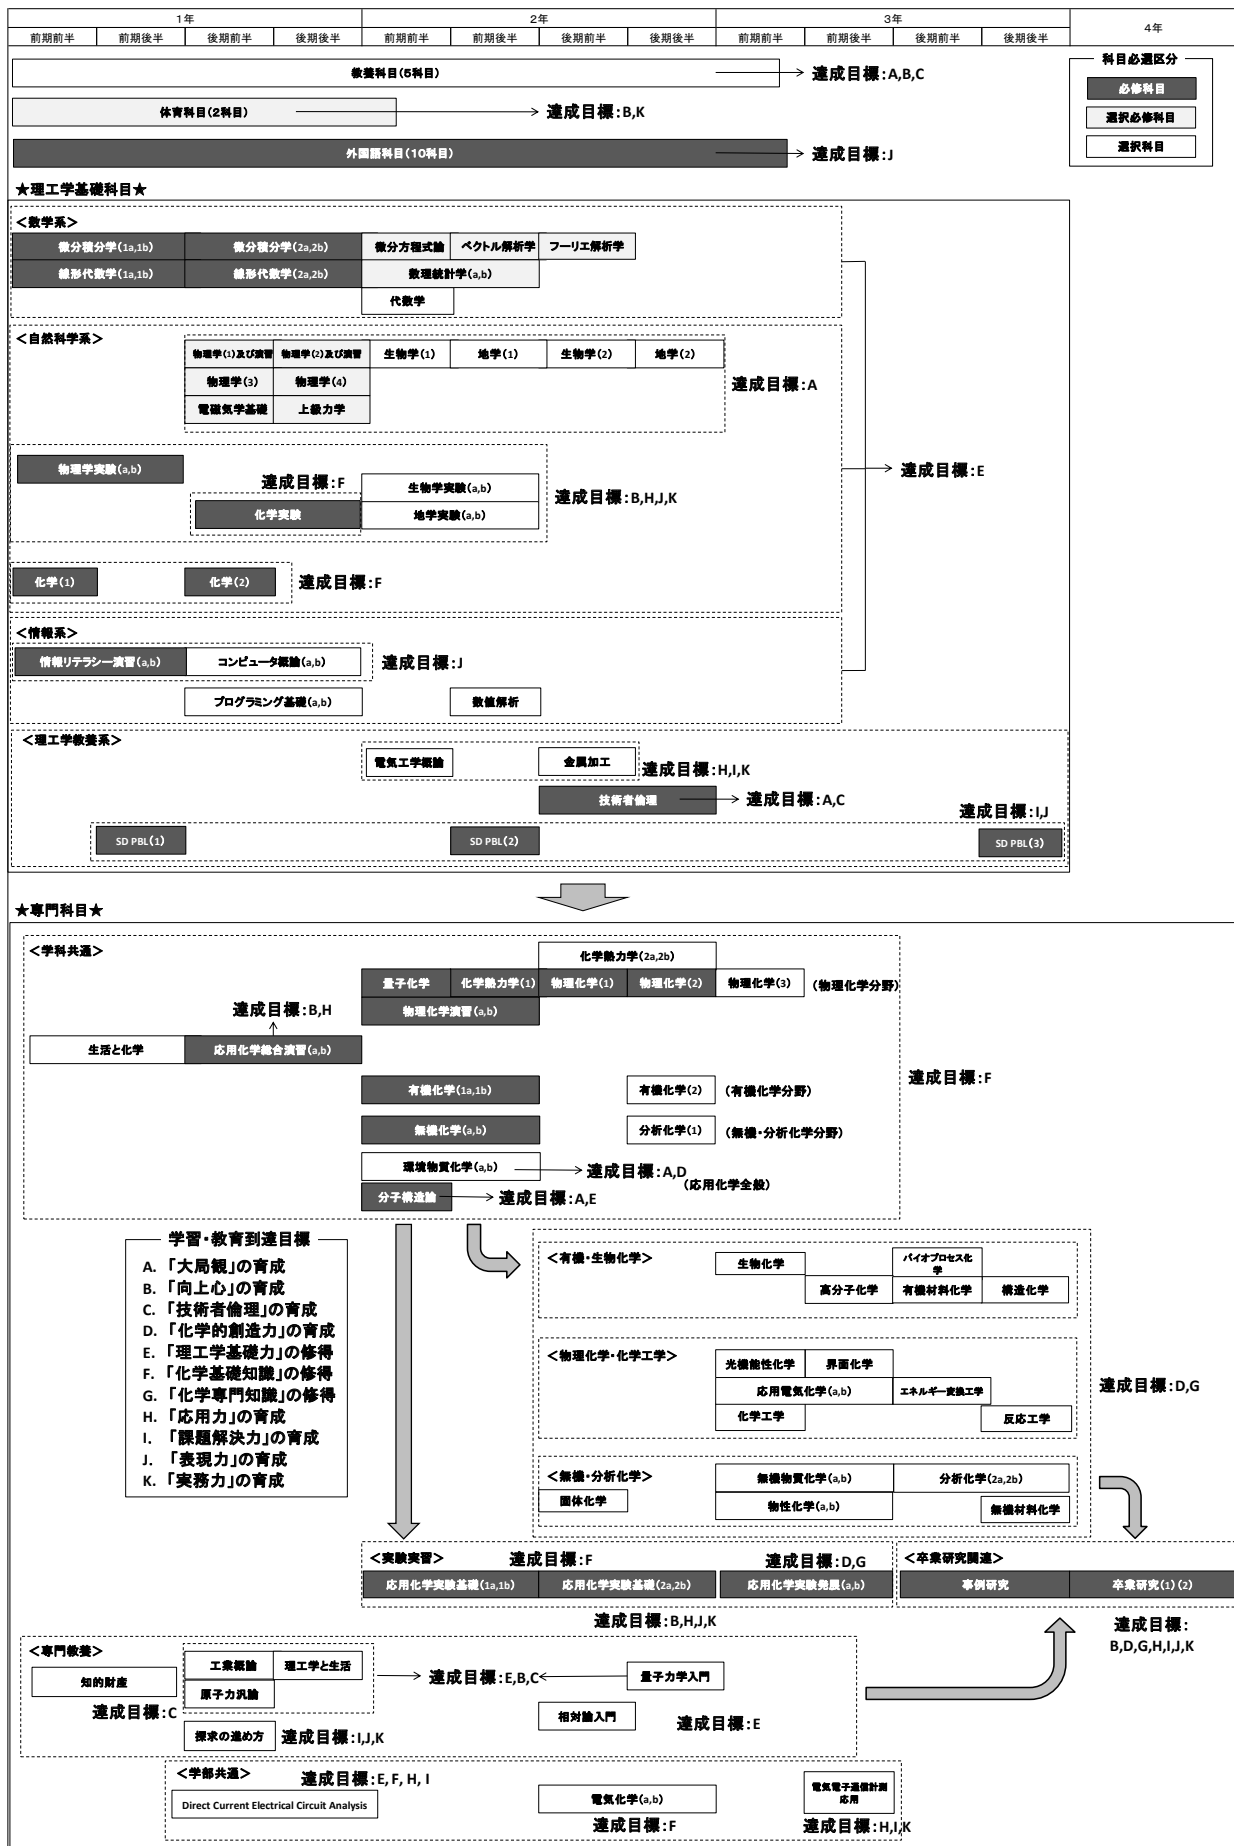 1年 2年 3年 4年
前期前半 前期後半 後期前半 後期後半 前期前半 前期後半 後期前半 後期後半 前期前半 前期後半 後期前半 後期後半
科目必選区分
必修科目
選択必修科目
選択科目
教養科目(5科目) 達成目標:A,B,C
体育科目(2科目) 達成目標:B,K
外国語科目(10科目) 達成目標:J
★理工学基礎科目★
<数学系>
微分積分学(1a,1b) 微分積分学(2a,2b) 微分方程式論 ベクトル解析学 フーリエ解析学
線形代数学(1a,1b) 線形代数学(2a,2b) 数理統計学(a,b)
代数学
<自然科学系>
物理学(1)及び演習 物理学(2)及び演習 生物学(1) 地学(1) 生物学(2) 地学(2)
物理学(3) 物理学(4) 達成目標:A
電磁気学基礎 上級力学
物理学実験(a,b)
達成目標:F 生物学実験(a,b) 達成目標:B,H,J,K
化学実験 地学実験(a,b)
達成目標:E
化学(1) 化学(2) 達成目標:F
<情報系>
情報リテラシー演習(a,b) コンピュータ概論(a,b) 達成目標:J
プログラミング基礎(a,b) 数値解析
<理工学教養系>
電気工学概論 金属加工 達成目標:H,I,K
技術者倫理 達成目標:A,C
達成目標:I,J
SD PBL(1) SD PBL(2) SD PBL(3)
★専門科目★
<学科共通>
化学熱力学(2a,2b)
量子化学 化学熱力学(1) 物理化学(1) 物理化学(2) 物理化学(3) (物理化学分野)
物理化学演習(a,b)
達成目標:B,H
生活と化学 応用化学総合演習(a,b)
達成目標:F
有機化学(1a,1b) 有機化学(2) (有機化学分野)
無機化学(a,b) 分析化学(1) (無機・分析化学分野)
環境物質化学(a,b) 達成目標:A,D
(応用化学全般)
分子構造論 達成目標:A,E
学習・教育到達目標
A. 「大局観」の育成
B. 「向上心」の育成
C. 「技術者倫理」の育成
D. 「化学的創造力」の育成
E. 「理工学基礎力」の修得
F. 「化学基礎知識」の修得
G. 「化学専門知識」の修得
H. 「応用力」の育成
I. 「課題解決力」の育成
J. 「表現力」の育成
K. 「実務力」の育成
<有機・生物化学>
生物化学 バイオプロセス化
学
高分子化学 有機材料化学 構造化学
<物理化学・化学工学>
光機能性化学 界面化学
応用電気化学(a,b) エネルギー変換工学
化学工学 反応工学
達成目標:D,G
<無機・分析化学>
無機物質化学(a,b) 分析化学(2a,2b)
固体化学 物性化学(a,b) 無機材料化学
<実験実習> 達成目標:F 達成目標:D,G <卒業研究関連>
応用化学実験基礎(1a,1b) 応用化学実験基礎(2a,2b) 応用化学実験発展(a,b) 事例研究 卒業研究(1)(2)
達成目標:B,H,J,K
達成目標:
B,D,G,H,I,J,K
<専門教養>
知的財産 工業概論 理工学と生活 達成目標:E,B,C 量子力学入門
原子力汎論
達成目標:C 相対論入門 達成目標:E
探求の進め方 達成目標:I,J,K
<学部共通> 達成目標:E, F, H, I
Direct Current Electrical Circuit Analysis 電気化学(a,b) 電気電子通信計測
応用
達成目標:F 達成目標:H,I,K